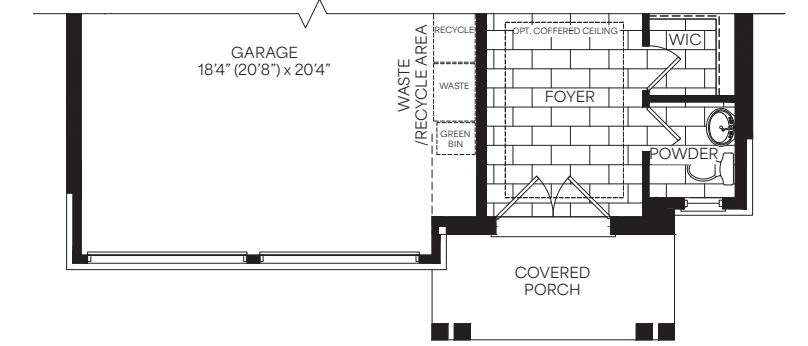 GARAGE
18'4" (20'8") x 20'4"
WASTE
/RECYCLE AREA
RECYCLE
WASTE
GREEN
BIN
OPT. COFFERED CEILING
FOYER
WIC
POWDER
COVERED
PORCH